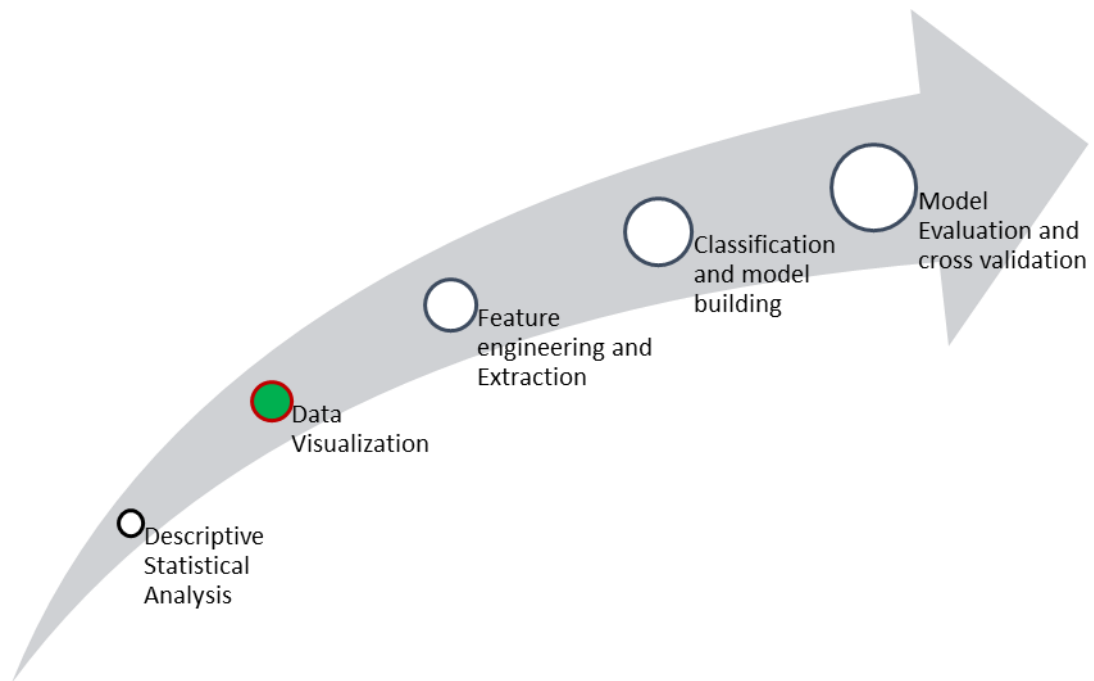 Model
Evaluation and
cross validation
Classification
and model
building
Feature
engineering and
Extraction
Data
Visualization
Descriptive
Statistical
Analysis